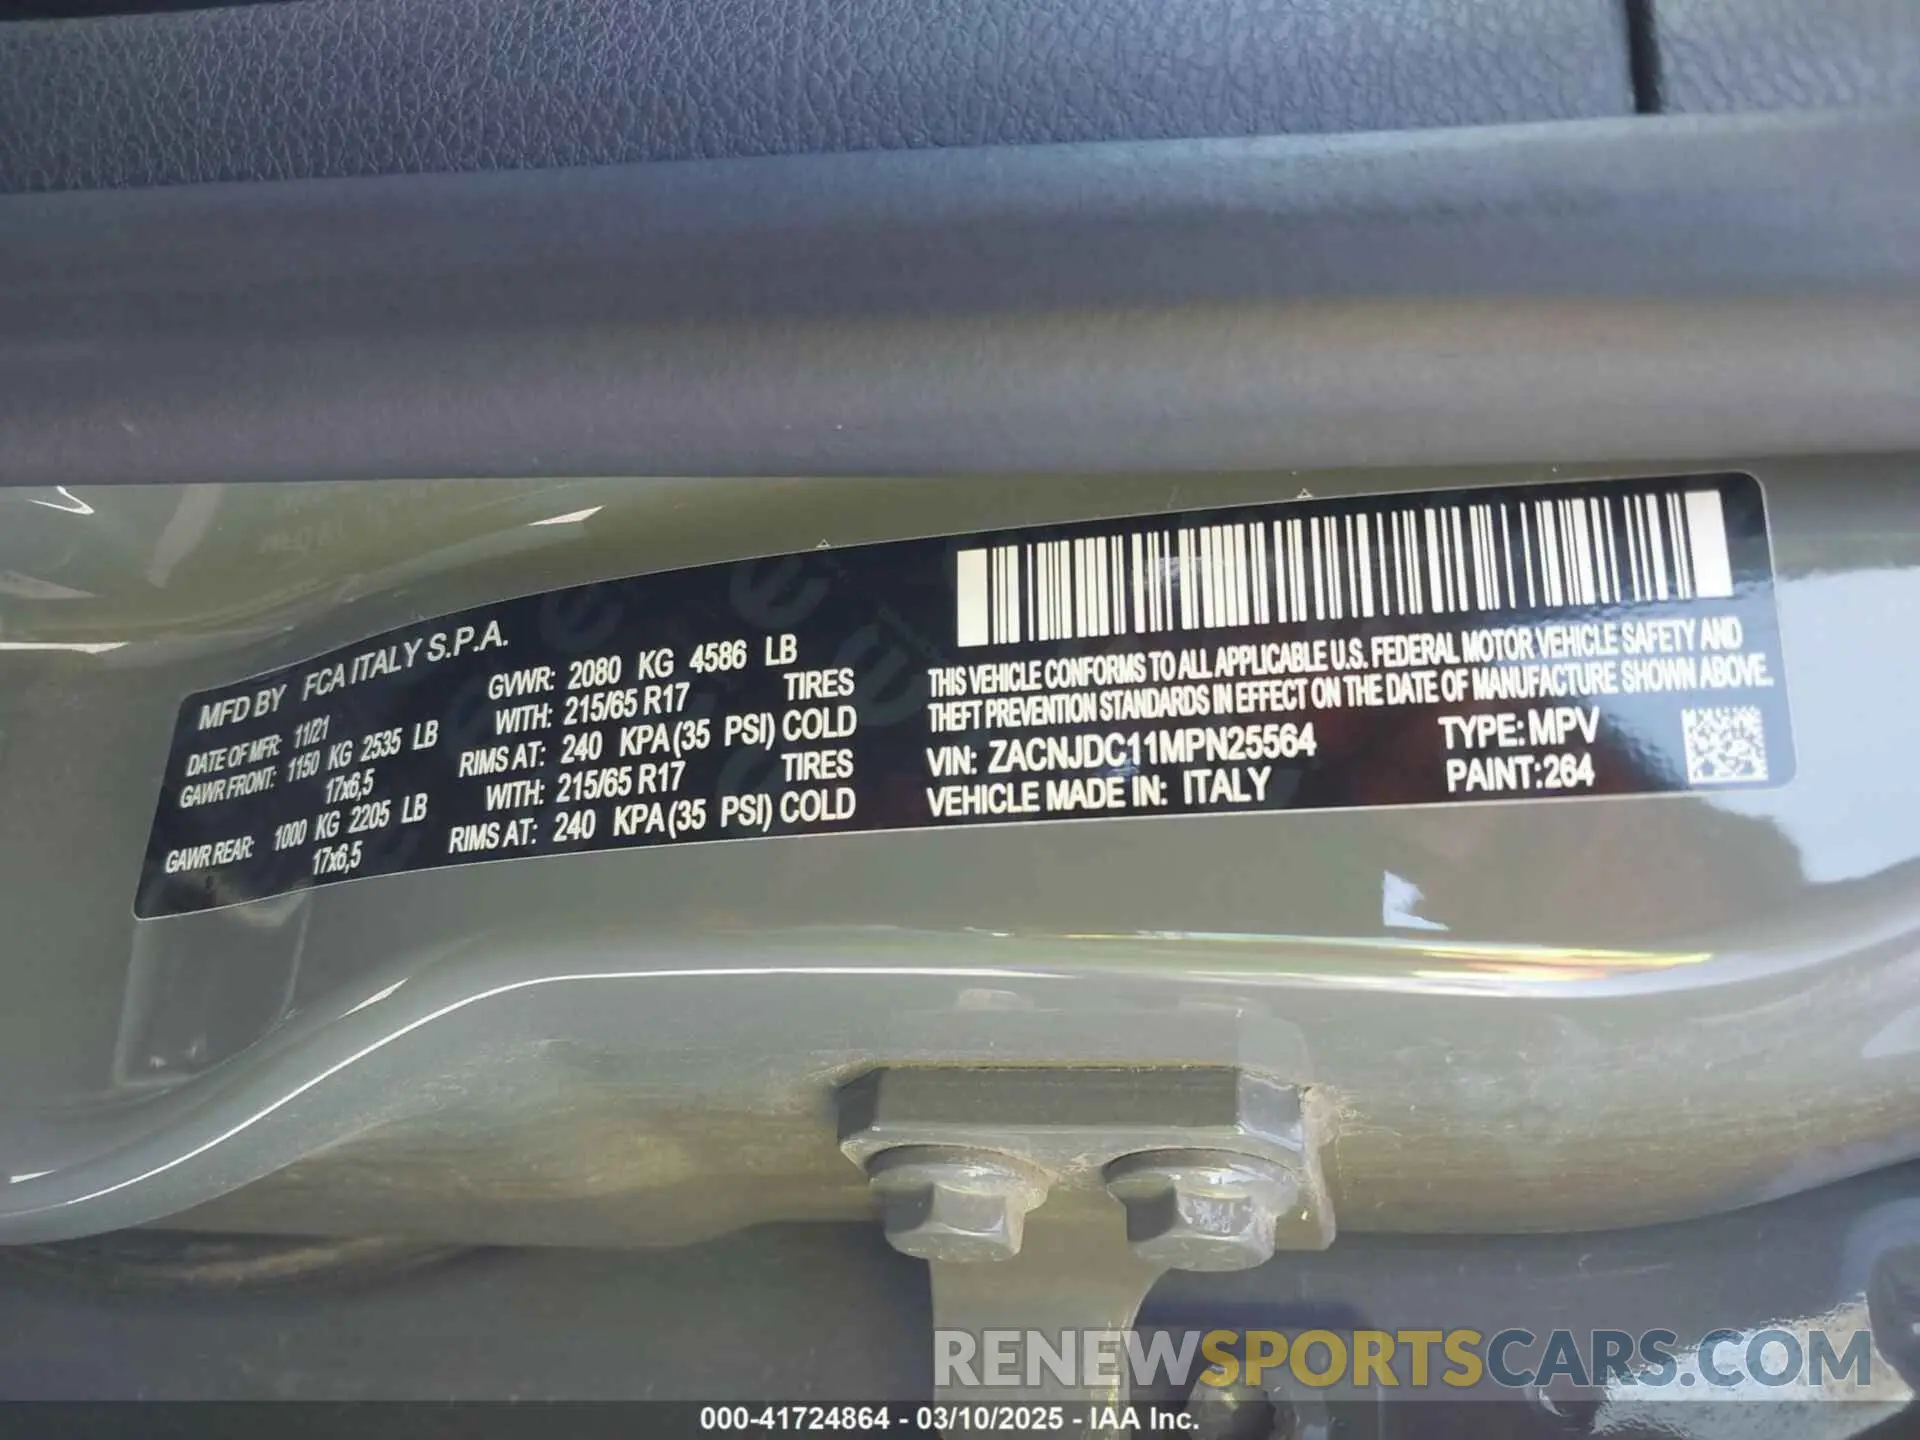 MFD BY FCA ITALY S.P.A.
DATE OF MFR: 11/21 GVWR: 2080 KG 4586 LB
GAWR FRONT: 1150 KG 2535 LB WITH: 215/65 R17 TIRES
17x6,5 RIMS AT: 240 KPA(35 PSI) COLD
GAWR REAR: 1000 KG 2205 LB WITH: 215/65 R17 TIRES
17x6,5 RIMS AT: 240 KPA(35 PSI) COLD
THIS VEHICLE CONFORMS TO ALL APPLICABLE U.S. FEDERAL MOTOR VEHICLE SAFETY AND
THEFT PREVENTION STANDARDS IN EFFECT ON THE DATE OF MANUFACTURE SHOWN ABOVE.
VIN: ZACNJDC11MPN25564 TYPE: MPV
VEHICLE MADE IN: ITALY PAINT:264
RENEWSPORTSCARS.COM
000-41724864 - 03/10/2025 - IAA Inc.